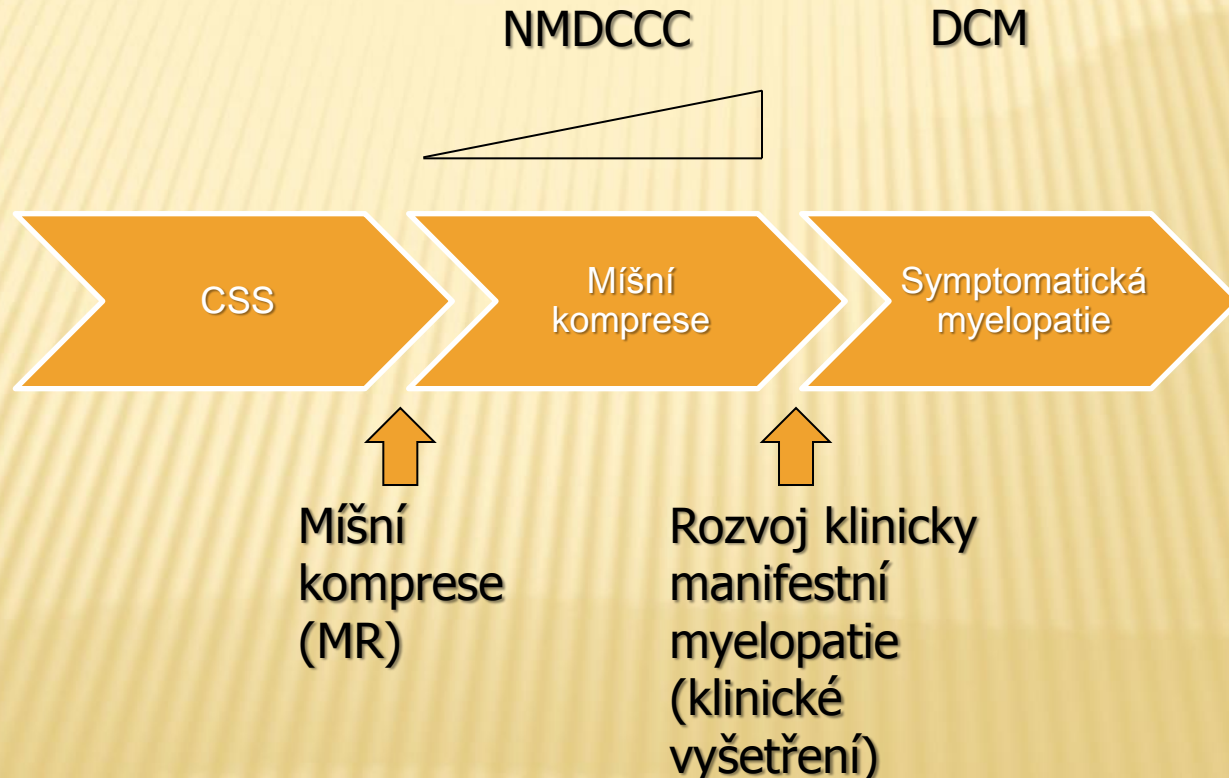 NMDCCC
DCM
CSS
Míšní
komprese
Symptomatická
myelopatie
Míšní
komprese
(MR)
Rozvoj klinicky
manifestní
myelopatie
(klinické
vyšetření)